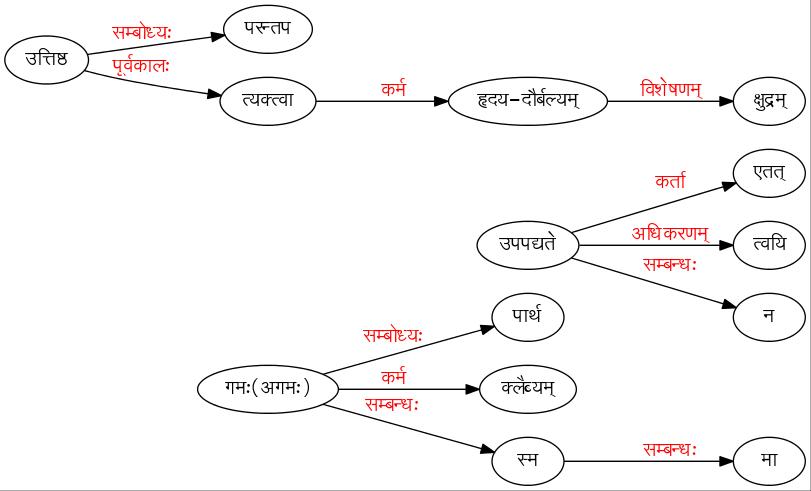 सम्बोध्यः
परन्तप
उत्तिष्ठ
पूर्वकालः
त्यक्त्वा
कर्म
हृदय-दौर्बल्यम्
विशेषणम्
क्षुद्रम्
कर्ता
एतत्
उपपद्यते
अधिकरणम्
त्वयि
सम्बन्धः
न
सम्बोध्यः
पार्थ
गमः(अगमः)
कर्म
क्लैब्यम्
सम्बन्धः
स्म
सम्बन्धः
मा